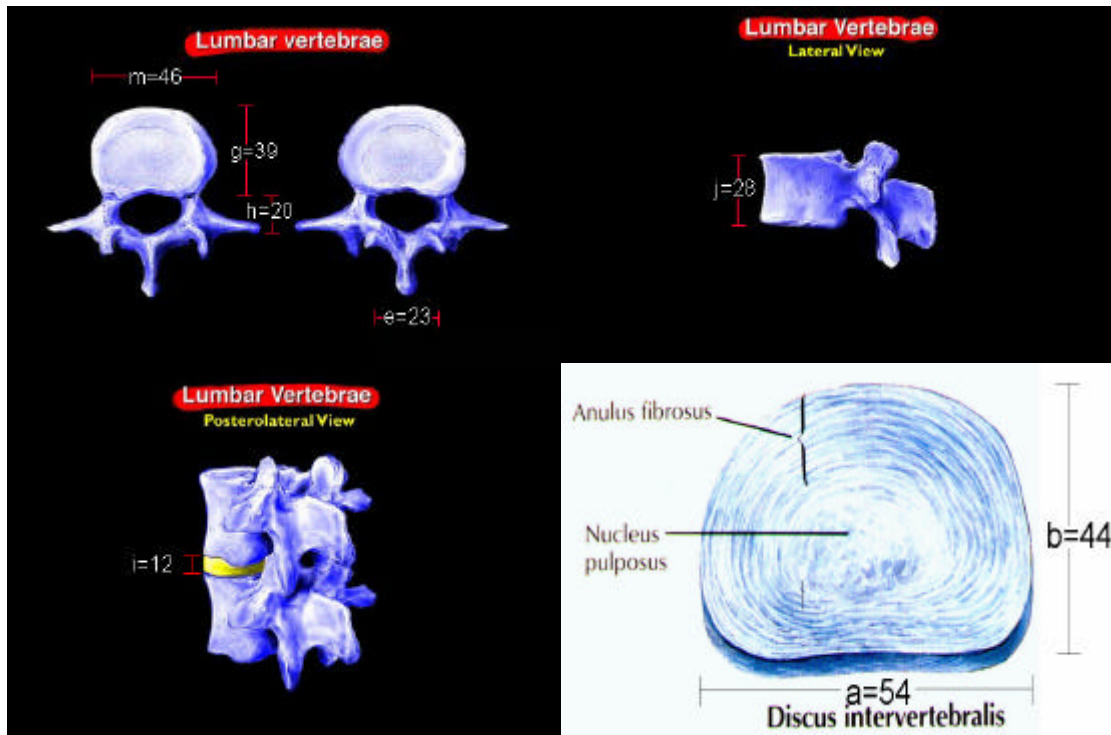 Lumbar vertebrae
m=46
g=39
h=20
e=23
Lumbar Vertebrae
Lateral View
j=28
Lumbar Vertebrae
Posterolateral View
i=12
Anulus fibrosus
Nucleus
pulposus
b=44
a=54
Discus intervertebralis